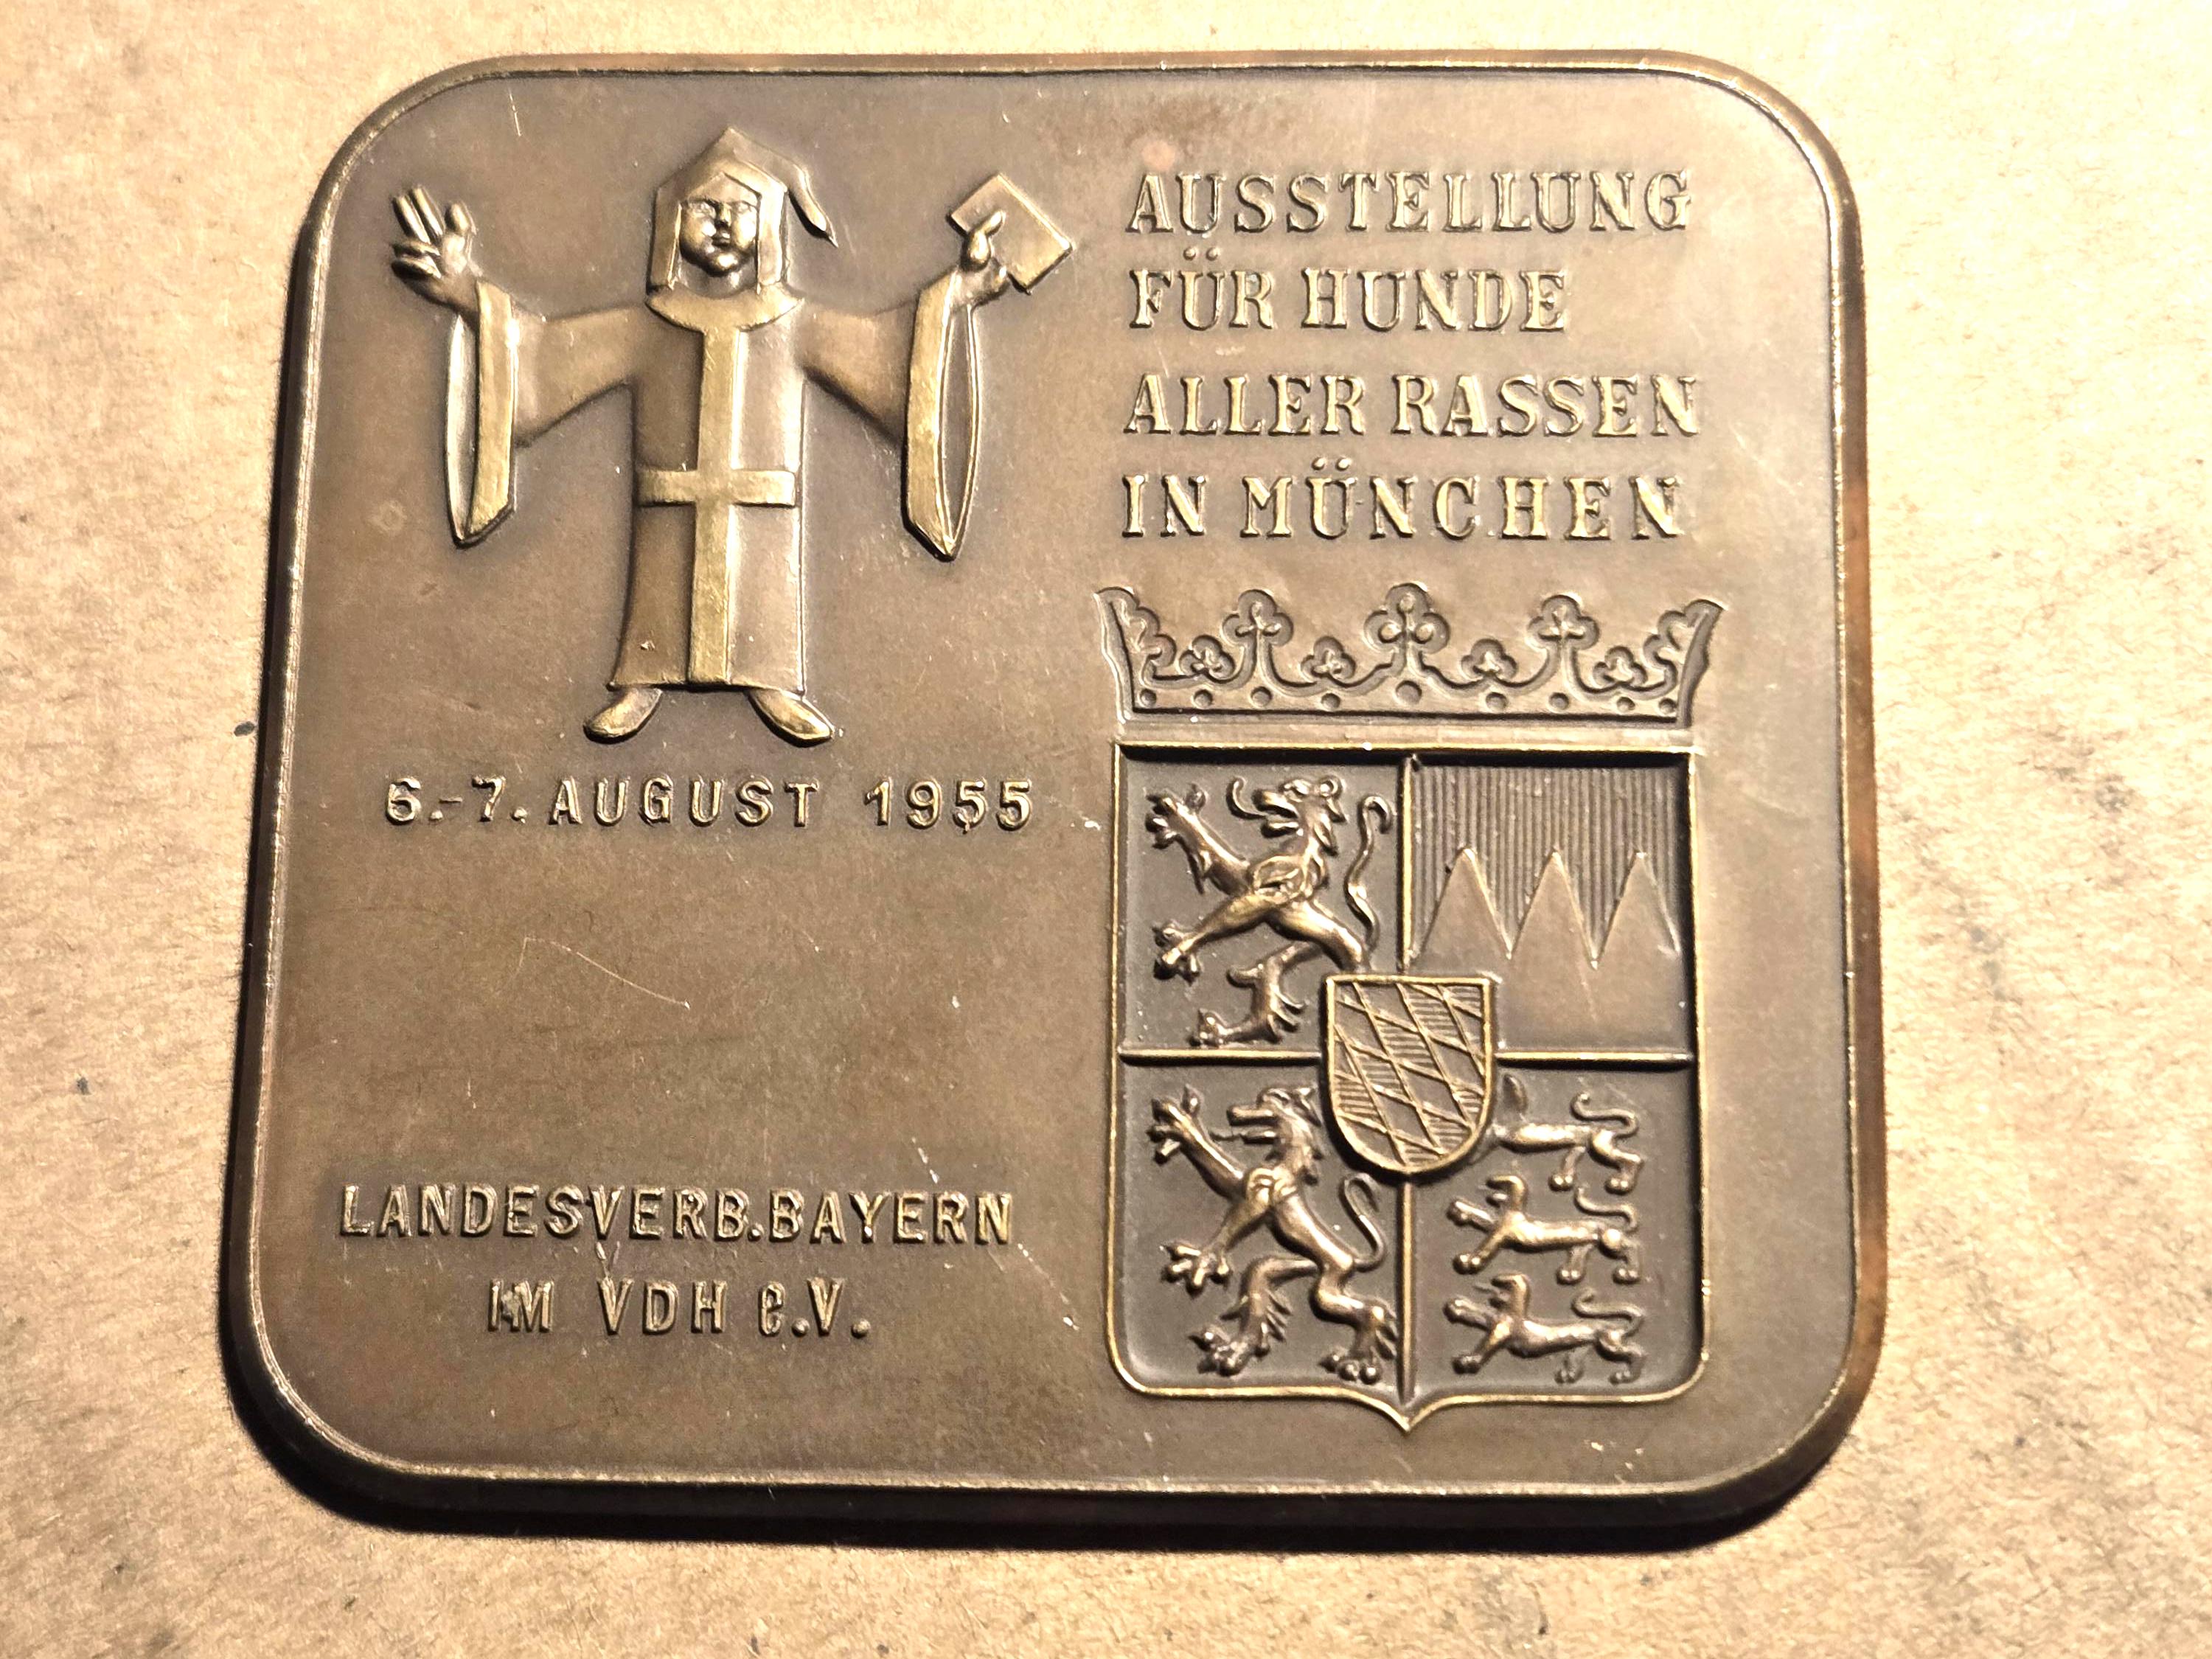 AUSSTELLUNG
FÜR HUNDE
ALLER RASSEN
IN MÜNCHEN
6.-7. AUGUST 1955
LANDESVERB. BAYERN
IM VDH e.V.